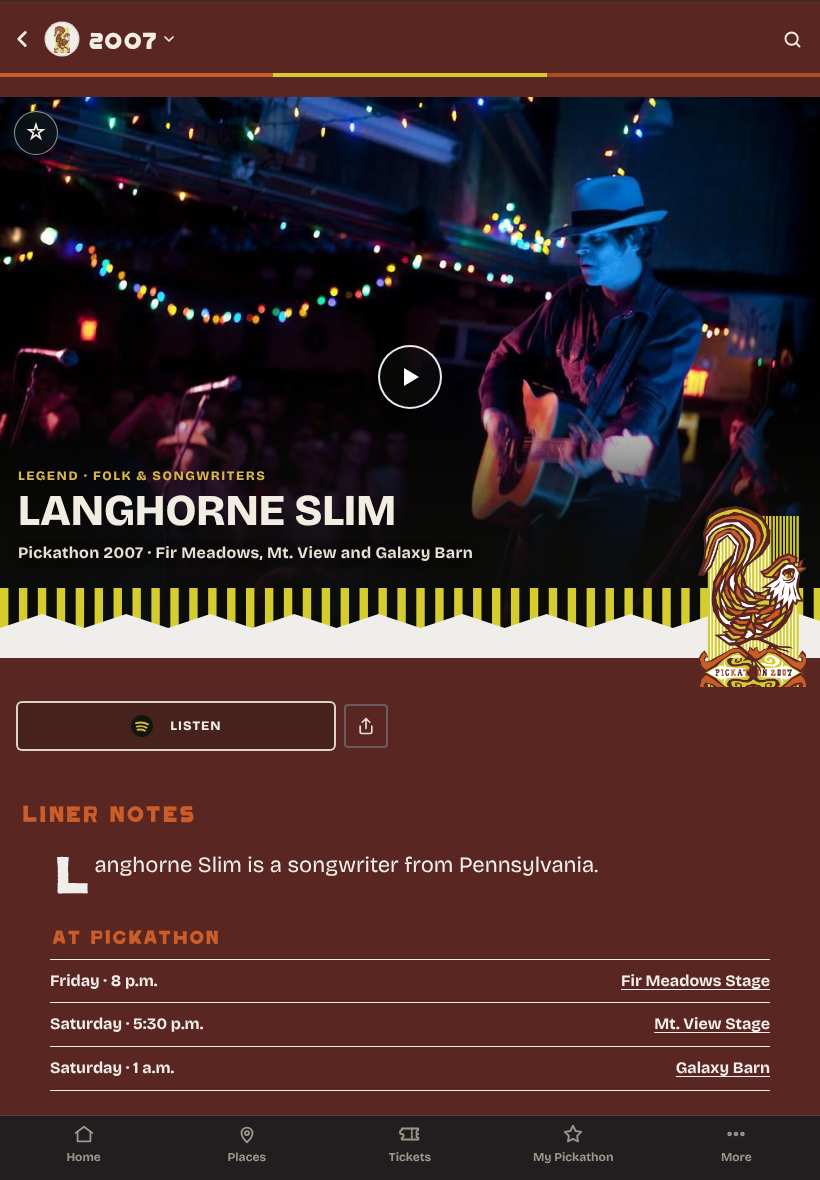 2007
LEGEND · FOLK & SONGWRITERS
LANGHORNE SLIM
Pickathon 2007 · Fir Meadows, Mt. View and Galaxy Barn
PICKATHON 2007
LISTEN
LINER NOTES
Langhorne Slim is a songwriter from Pennsylvania.
AT PICKATHON
Friday · 8 p.m. Fir Meadows Stage
Saturday · 5:30 p.m. Mt. View Stage
Saturday · 1 a.m. Galaxy Barn
Home Places Tickets My Pickathon More